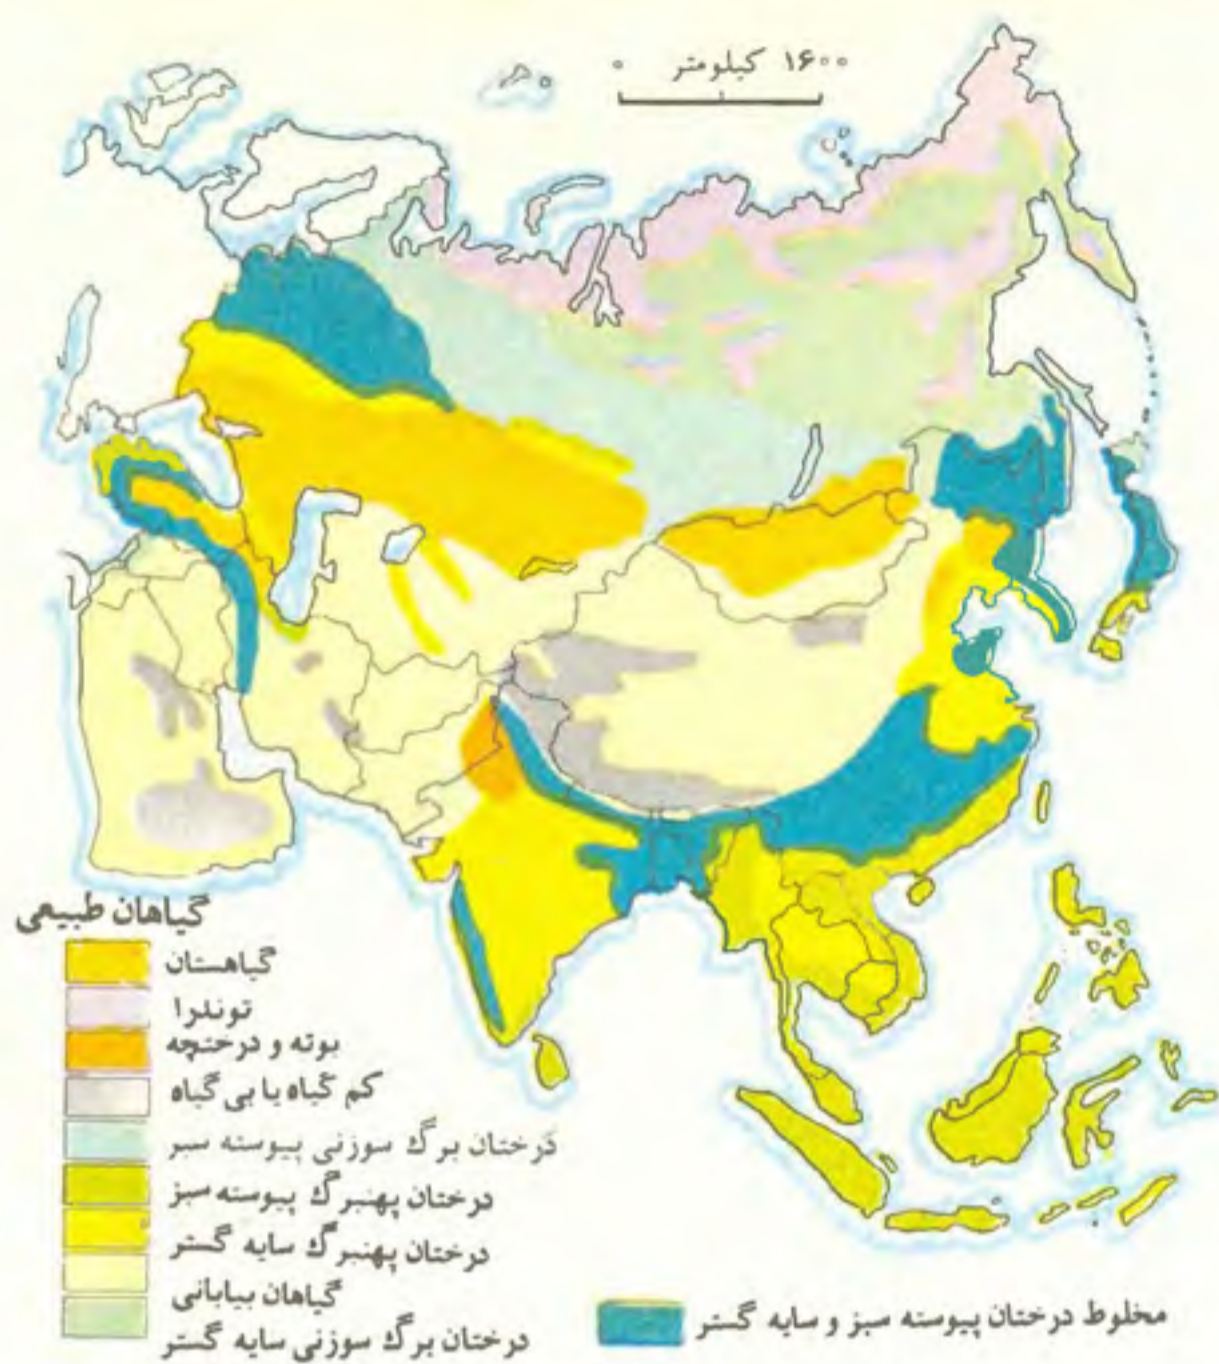 ۰ ۱۶۰۰ کیلومتر
گیاهان طبیعی
گیاهستان
توندرا
بوته و درختچه
کم گیاه یا بی گیاه
درختان برگ سوزنی پیوسته سبر
درختان پهنبرگ پیوسته سبز
درختان پهنبرگ سایه گستر
گیاهان بیابانی
درختان برگ سوزنی سایه گستر
مخلوط درختان پیوسته سبز و سایه گستر